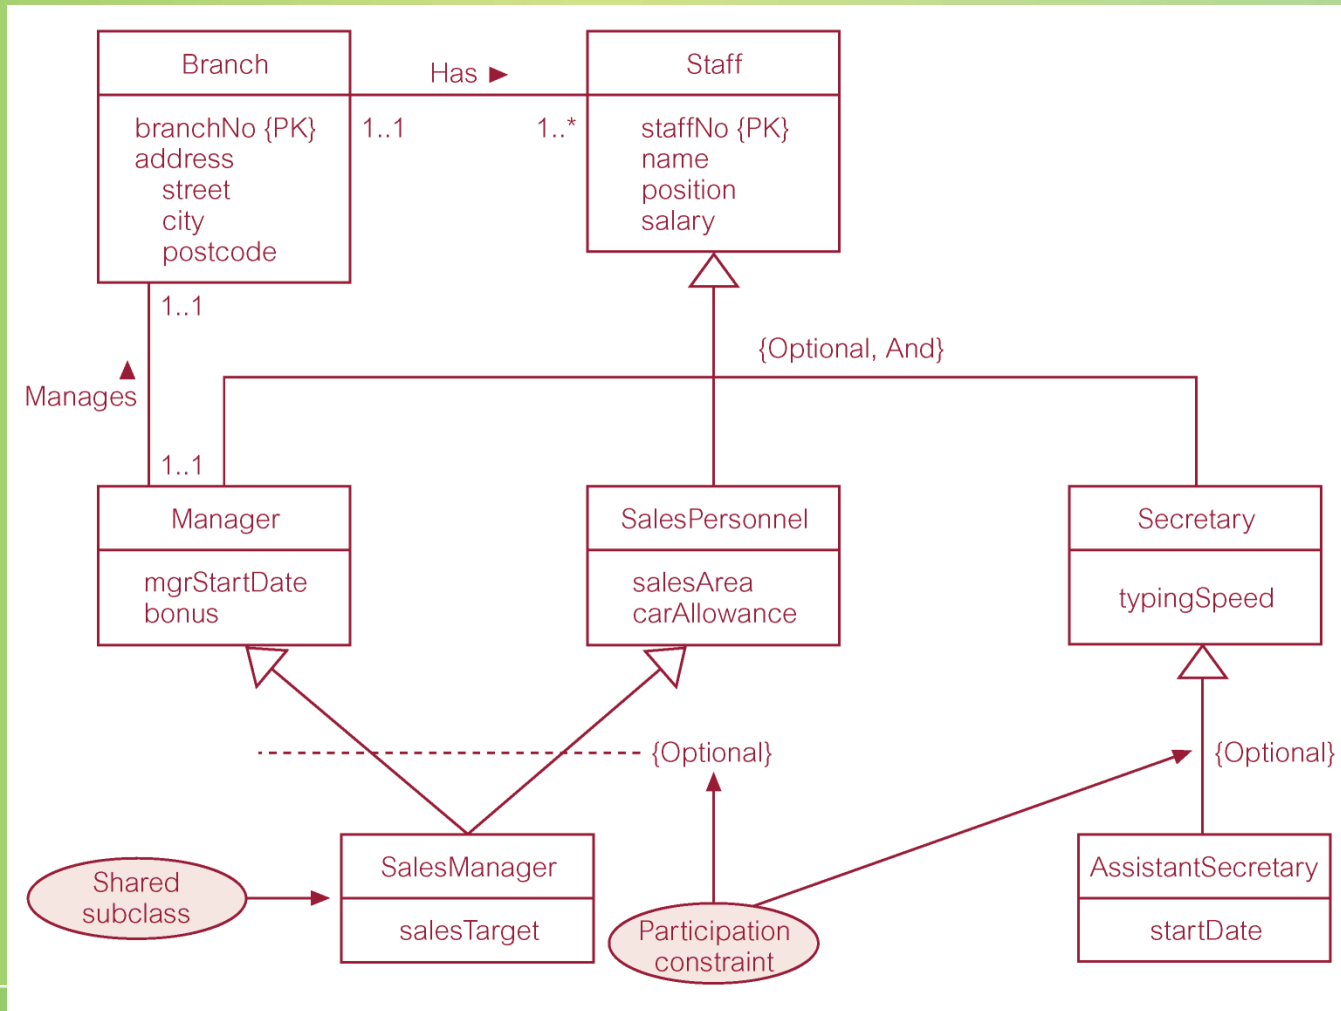 Branch
branchNo {PK}
address
street
city
postcode
Has ►
1..1
1..*
Staff
staffNo {PK}
name
position
salary
1..1
▲
Manages
1..1
{Optional, And}
Manager
mgrStartDate
bonus
SalesPersonnel
salesArea
carAllowance
Secretary
typingSpeed
{Optional}
{Optional}
Shared
subclass
SalesManager
salesTarget
Participation
constraint
AssistantSecretary
startDate